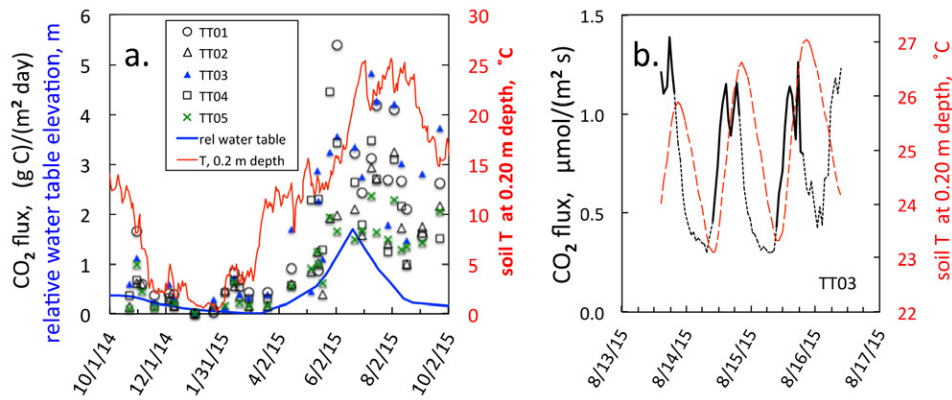 a.
CO₂ flux, (g C)/(m² day)
relative water table elevation, m
6
5
4
3
2
1
0
TT01
TT02
TT03
TT04
TT05
rel water table
T, 0.2 m depth
30
25
20
15
10
5
0
soil T at 0.20 m depth, ˚C
10/1/14
12/1/14
1/31/15
4/2/15
6/2/15
8/2/15
10/2/15
b.
CO₂ flux, µmol/(m² s)
1.5
1.0
0.5
0.0
TT03
27
26
25
24
23
22
soil T at 0.20 m depth, ˚C
8/13/15
8/14/15
8/15/15
8/16/15
8/17/15